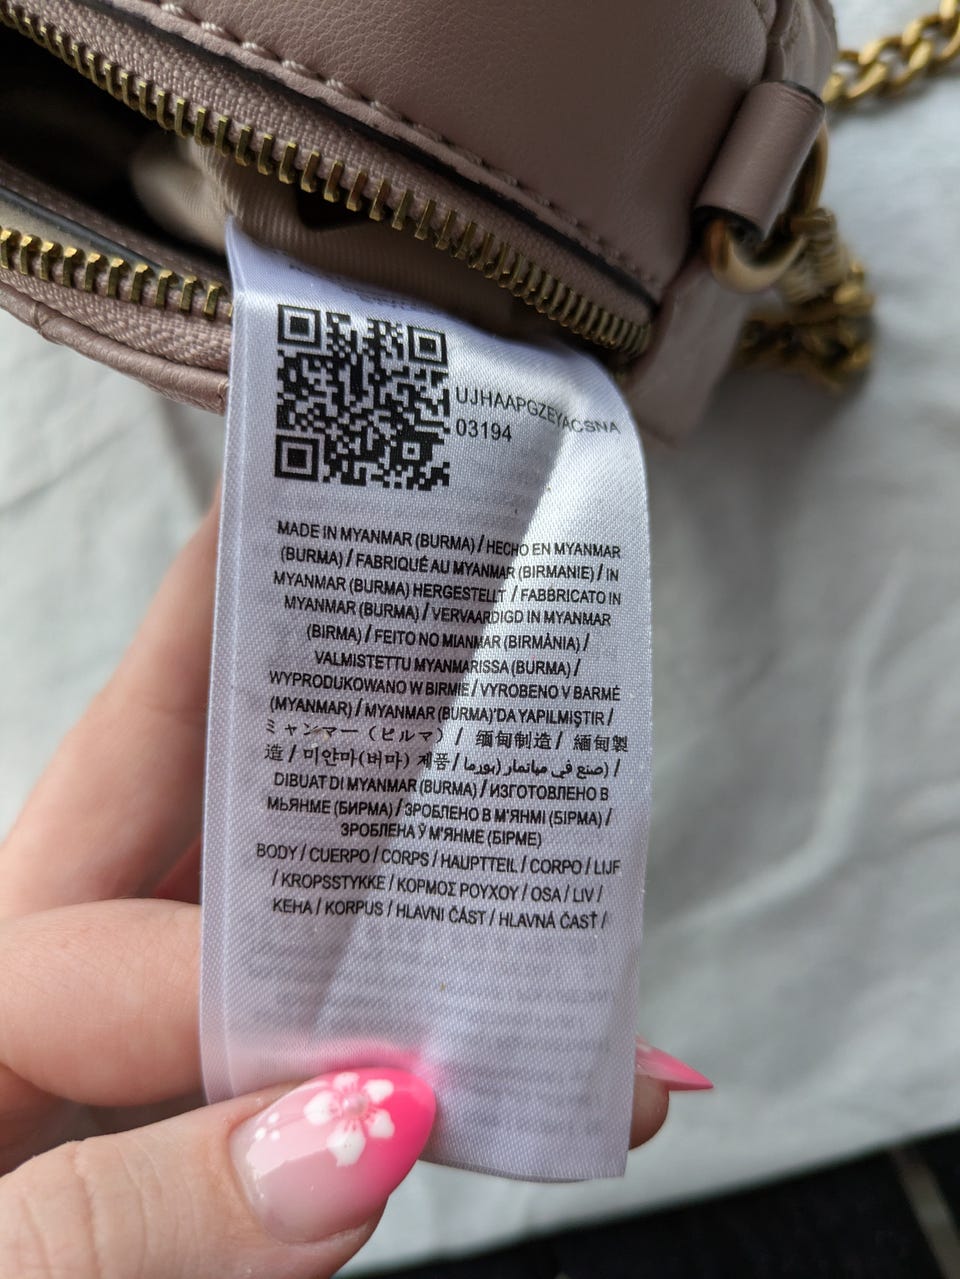 UJHAAPGZEYACSNA
03194
MADE IN MYANMAR (BURMA) / HECHO EN MYANMAR
(BURMA) / FABRIQUÉ AU MYANMAR (BIRMANIE) / IN
MYANMAR (BURMA) HERGESTELLT / FABBRICATO IN
MYANMAR (BURMA) / VERVAARDIGD IN MYANMAR
(BIRMA) / FEITO NO MIANMAR (BIRMÂNIA) /
VALMISTETTU MYANMARISSA (BURMA) /
WYPRODUKOWANO W BIRMIE / VYROBENO V BARMĚ
(MYANMAR) / MYANMAR (BURMA)'DA YAPILMIŞTIR /
ミャンマー（ビルマ） / 缅甸制造 / 緬甸製
造 / 미얀마(버마) 제품 / صنع في ميانمار (بورما) /
DIBUAT DI MYANMAR (BURMA) / ИЗГОТОВЛЕНО В
МЬЯНМЕ (БИРМА) / ЗРОБЛЕНО В М'ЯНМІ (БІРМА) /
ЗРОБЛЕНА Ў М'ЯНМЕ (БІРМЕ)
BODY / CUERPO / CORPS / HAUPTTEIL / CORPO / LIJF
/ KROPSSTYKKE / ΚΟΡΜΟΣ ΡΟΥΧΟΥ / OSA / LIV /
KEHA / KORPUS / HLAVNI ČÁST / HLAVNÁ ČASŤ /